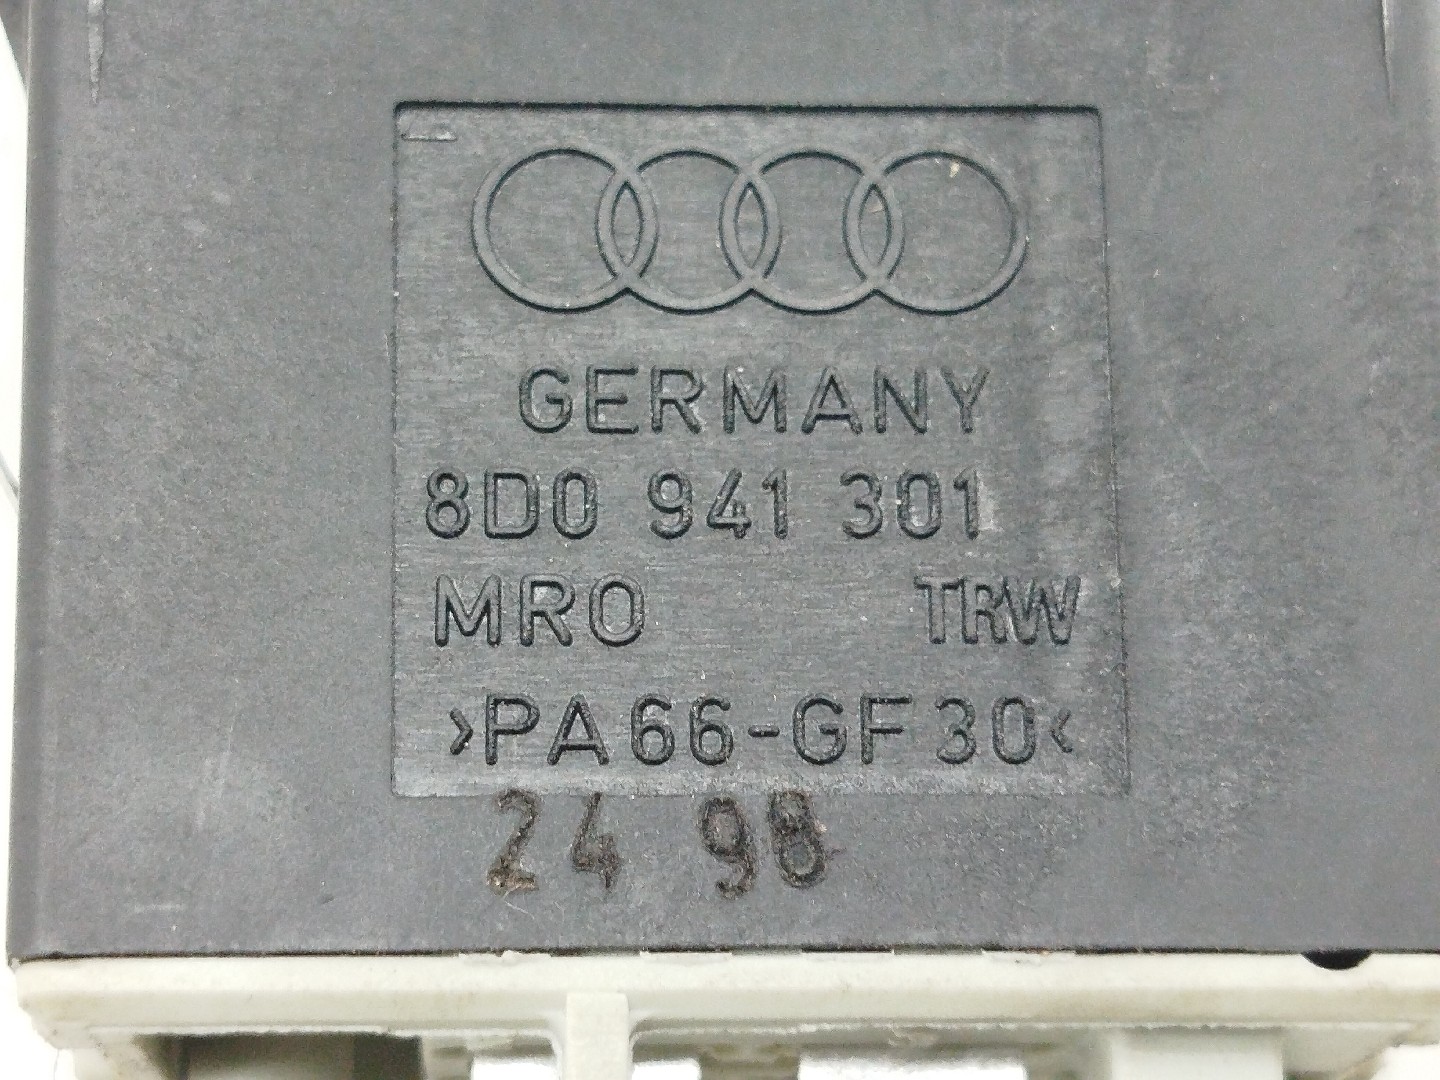 GERMANY
8D0 941 301
MRO TRW
>PA66-GF30<
24 98